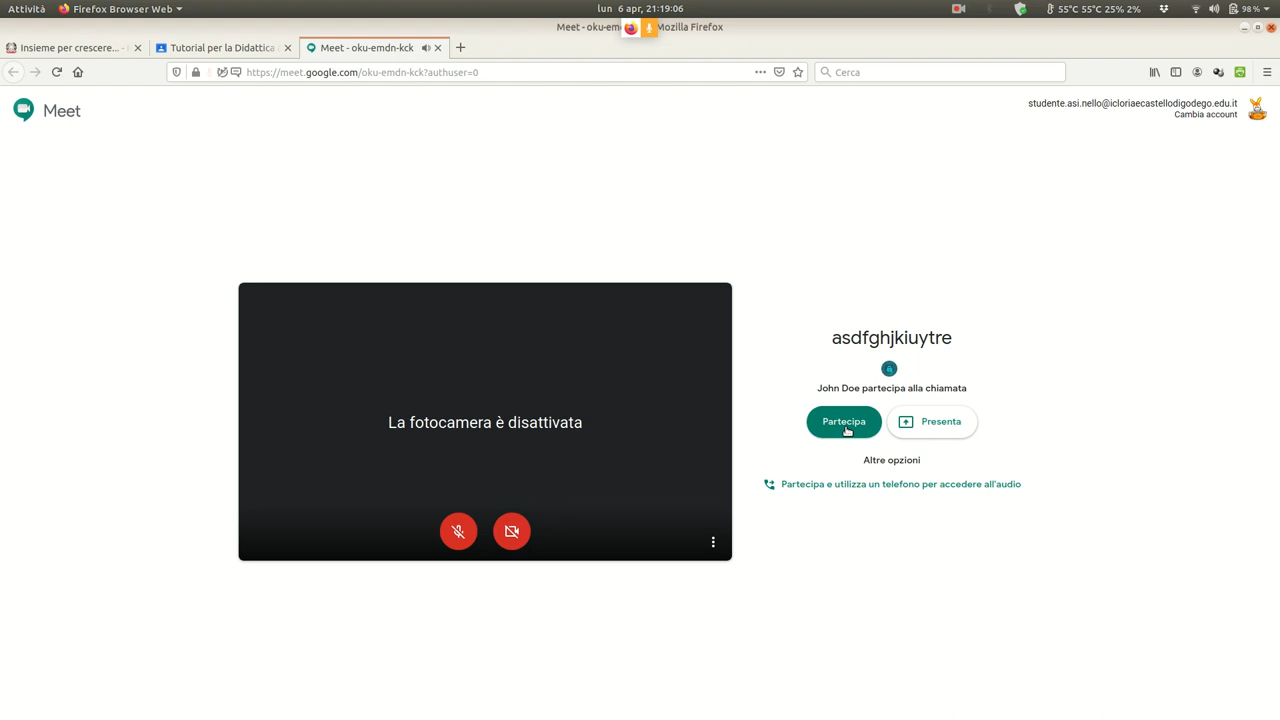 Attività Firefox Browser Web lun 6 apr, 21:19:06 55°C 55°C 25% 2% 98%
Meet - oku-em Mozilla Firefox
Insieme per crescere... - Tutorial per la Didattica Meet - oku-emdn-kck
https://meet.google.com/oku-emdn-kck?authuser=0 Cerca
Meet
studente.asi.nello@icloriaecastellodigodego.edu.it
Cambia account
asdfghjkiuytre
John Doe partecipa alla chiamata
La fotocamera è disattivata
Partecipa Presenta
Altre opzioni
Partecipa e utilizza un telefono per accedere all'audio